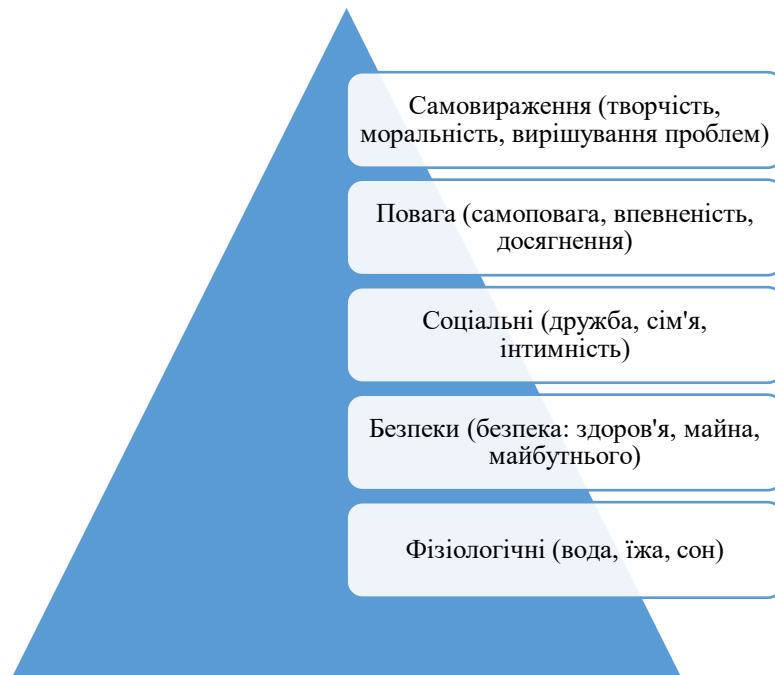 Самовираження (творчість,
моральність, вирішування проблем)
Повага (самоповага, впевненість,
досягнення)
Соціальні (дружба, сім'я,
інтимність)
Безпеки (безпека: здоров'я, майна,
майбутнього)
Фізіологічні (вода, їжа, сон)